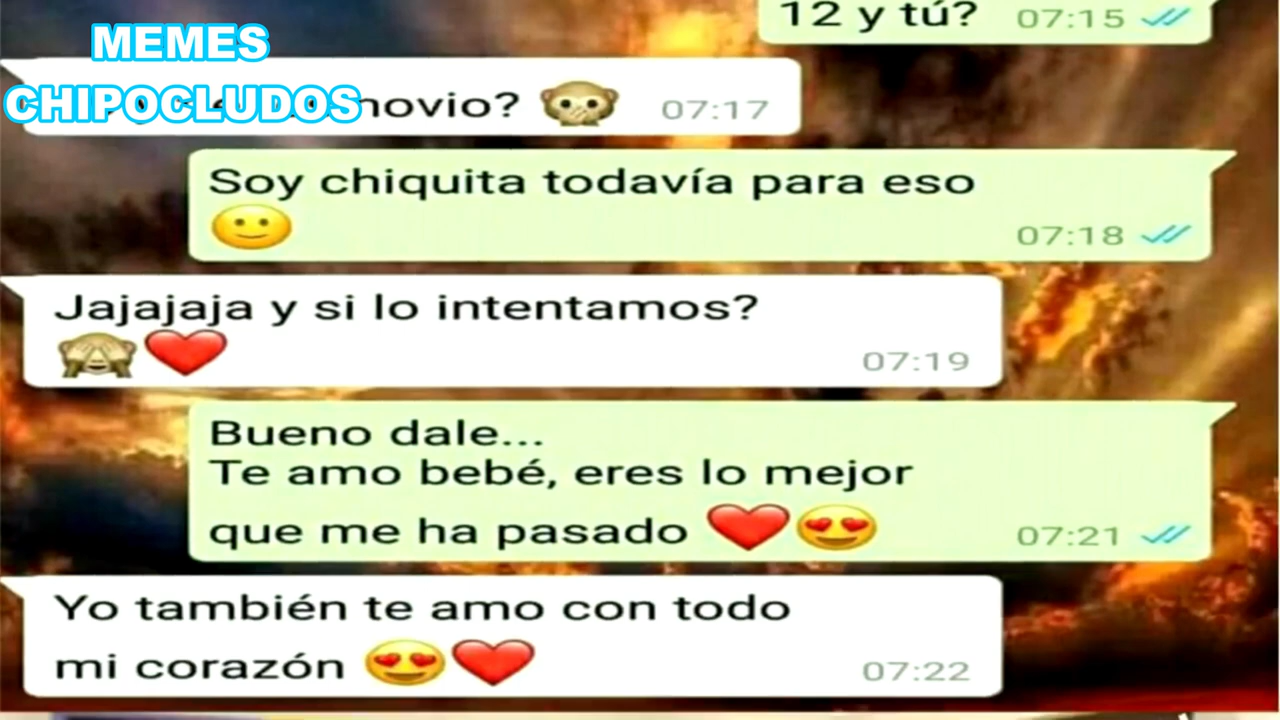 MEMES
CHIPOCLUDOS
12 y tú? 07:15
novio? 07:17
Soy chiquita todavía para eso
07:18
Jajajaja y si lo intentamos?
07:19
Bueno dale...
Te amo bebé, eres lo mejor
que me ha pasado 07:21
Yo también te amo con todo
mi corazón 07:22